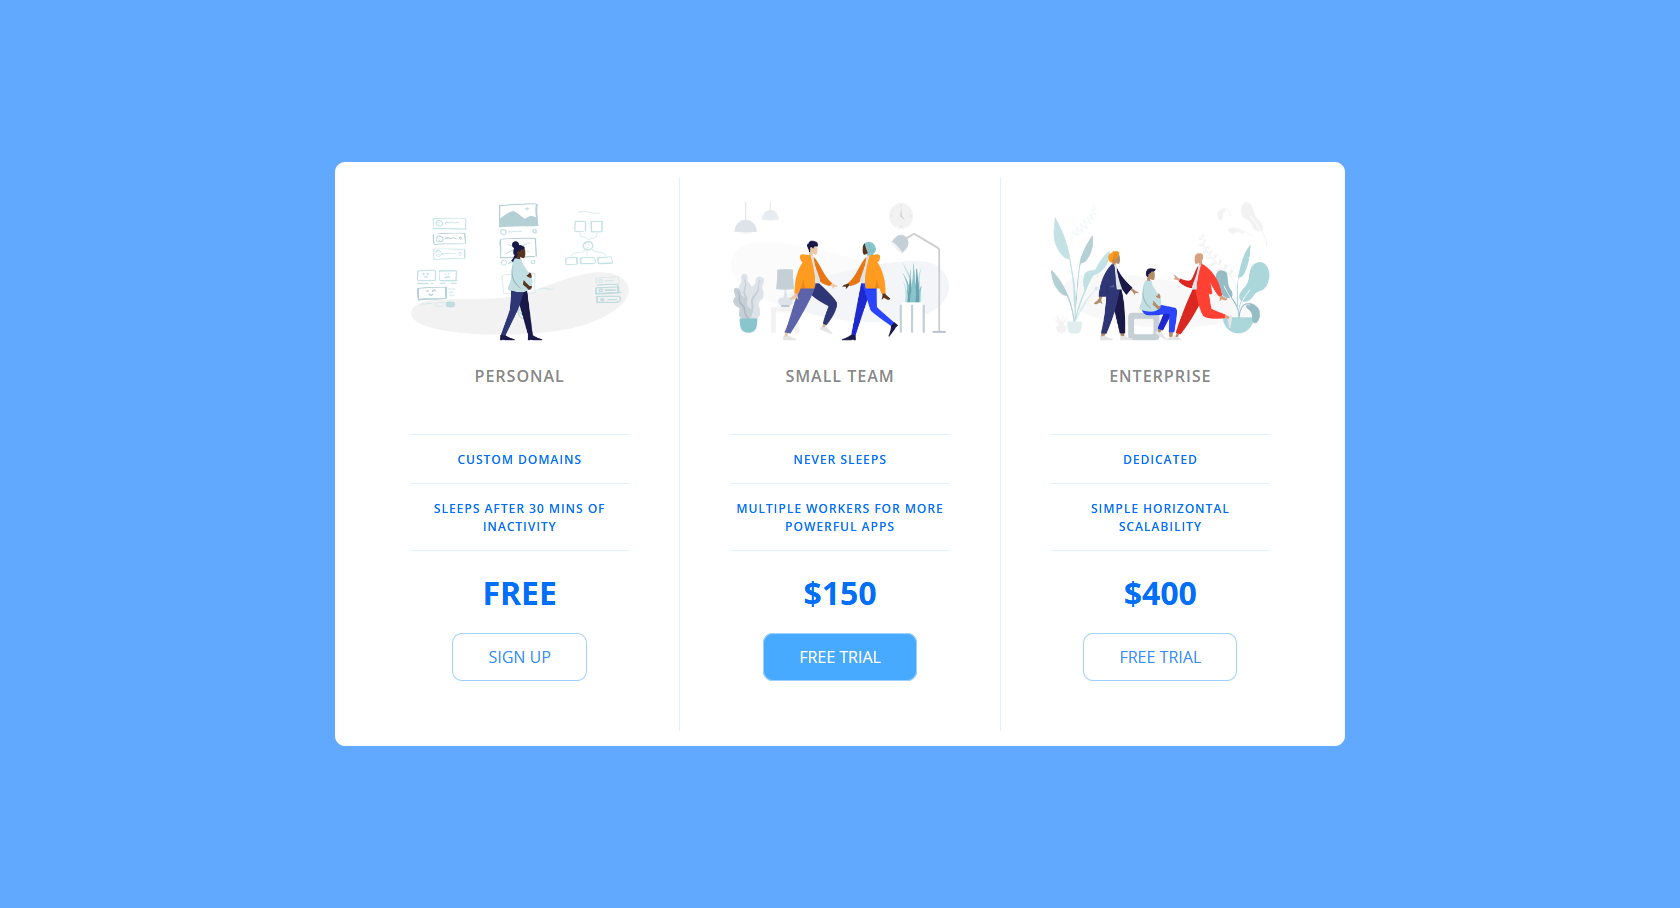 PERSONAL
CUSTOM DOMAINS
SLEEPS AFTER 30 MINS OF
INACTIVITY
FREE
SIGN UP
SMALL TEAM
NEVER SLEEPS
MULTIPLE WORKERS FOR MORE
POWERFUL APPS
$150
FREE TRIAL
ENTERPRISE
DEDICATED
SIMPLE HORIZONTAL
SCALABILITY
$400
FREE TRIAL